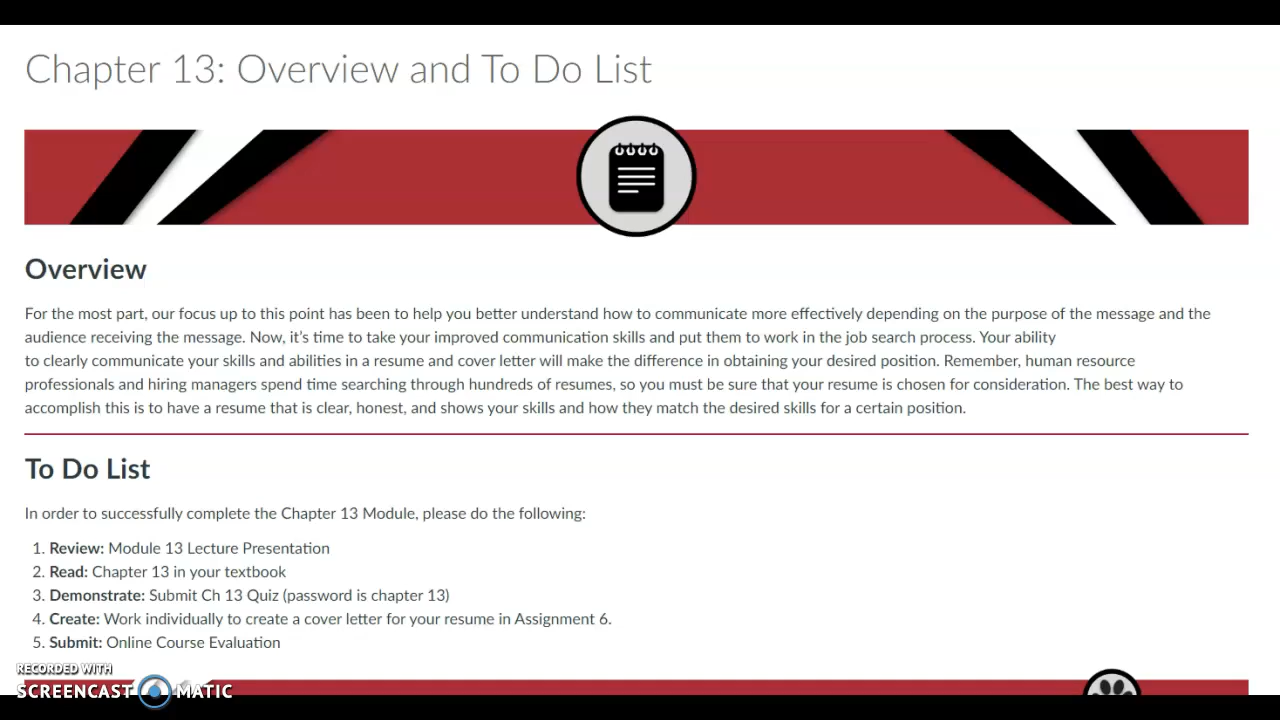 Chapter 13: Overview and To Do List
Overview
For the most part, our focus up to this point has been to help you better understand how to communicate more effectively depending on the purpose of the message and the
audience receiving the message. Now, it's time to take your improved communication skills and put them to work in the job search process. Your ability
to clearly communicate your skills and abilities in a resume and cover letter will make the difference in obtaining your desired position. Remember, human resource
professionals and hiring managers spend time searching through hundreds of resumes, so you must be sure that your resume is chosen for consideration. The best way to
accomplish this is to have a resume that is clear, honest, and shows your skills and how they match the desired skills for a certain position.
To Do List
In order to successfully complete the Chapter 13 Module, please do the following:
1. Review: Module 13 Lecture Presentation
2. Read: Chapter 13 in your textbook
3. Demonstrate: Submit Ch 13 Quiz (password is chapter 13)
4. Create: Work individually to create a cover letter for your resume in Assignment 6.
5. Submit: Online Course Evaluation
RECORDED WITH
SCREENCAST MATIC